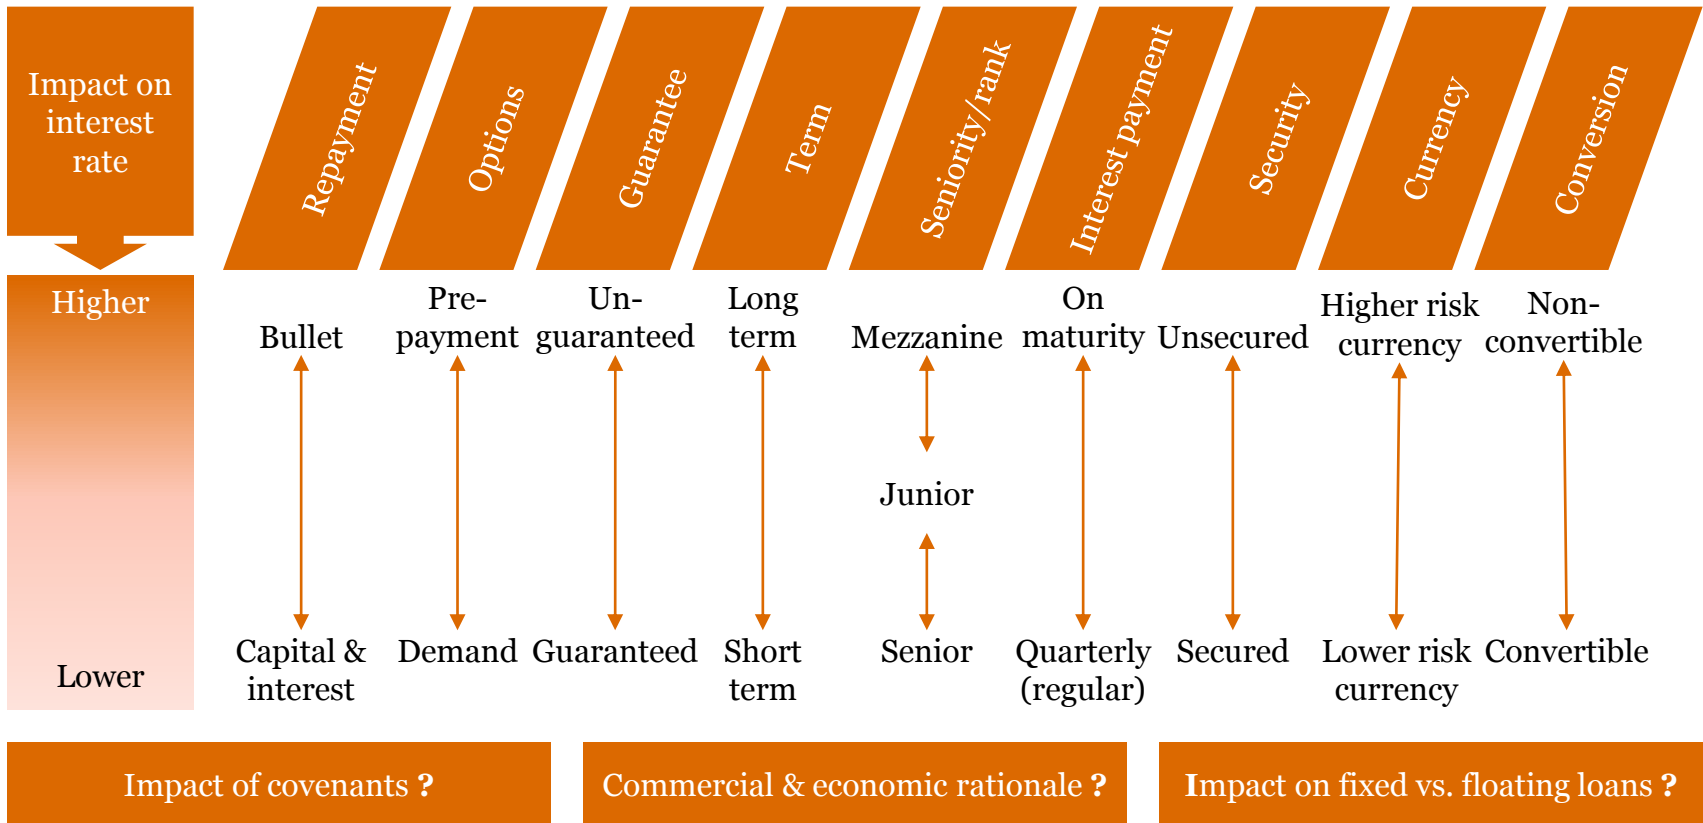 Impact on
interest
rate
Repayment
Options
Guarantee
Term
Seniority/rank
Interest payment
Security
Currency
Conversion
Higher
Lower
Bullet
Capital &
interest
Pre-
payment
Demand
Un-
guaranteed
Guaranteed
Long
term
Short
term
Mezzanine
Junior
Senior
On
maturity
Quarterly
(regular)
Unsecured
Secured
Higher risk
currency
Lower risk
currency
Non-
convertible
Convertible
Impact of covenants ?
Commercial & economic rationale ?
Impact on fixed vs. floating loans ?